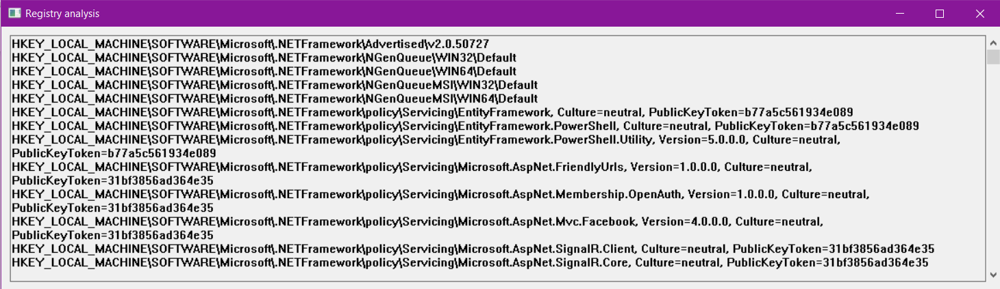 Registry analysis
HKEY_LOCAL_MACHINE\SOFTWARE\Microsoft\.NETFramework\Advertised\v2.0.50727
HKEY_LOCAL_MACHINE\SOFTWARE\Microsoft\.NETFramework\NGenQueue\WIN32\Default
HKEY_LOCAL_MACHINE\SOFTWARE\Microsoft\.NETFramework\NGenQueue\WIN64\Default
HKEY_LOCAL_MACHINE\SOFTWARE\Microsoft\.NETFramework\NGenQueueMSI\WIN32\Default
HKEY_LOCAL_MACHINE\SOFTWARE\Microsoft\.NETFramework\NGenQueueMSI\WIN64\Default
HKEY_LOCAL_MACHINE\SOFTWARE\Microsoft\.NETFramework\policy\Servicing\EntityFramework, Culture=neutral, PublicKeyToken=b77a5c561934e089
HKEY_LOCAL_MACHINE\SOFTWARE\Microsoft\.NETFramework\policy\Servicing\EntityFramework.PowerShell, Culture=neutral, PublicKeyToken=b77a5c561934e089
HKEY_LOCAL_MACHINE\SOFTWARE\Microsoft\.NETFramework\policy\Servicing\EntityFramework.PowerShell.Utility, Version=5.0.0.0, Culture=neutral,
PublicKeyToken=b77a5c561934e089
HKEY_LOCAL_MACHINE\SOFTWARE\Microsoft\.NETFramework\policy\Servicing\Microsoft.AspNet.FriendlyUrls, Version=1.0.0.0, Culture=neutral,
PublicKeyToken=31bf3856ad364e35
HKEY_LOCAL_MACHINE\SOFTWARE\Microsoft\.NETFramework\policy\Servicing\Microsoft.AspNet.Membership.OpenAuth, Version=1.0.0.0, Culture=neutral,
PublicKeyToken=31bf3856ad364e35
HKEY_LOCAL_MACHINE\SOFTWARE\Microsoft\.NETFramework\policy\Servicing\Microsoft.AspNet.Mvc.Facebook, Version=4.0.0.0, Culture=neutral,
PublicKeyToken=31bf3856ad364e35
HKEY_LOCAL_MACHINE\SOFTWARE\Microsoft\.NETFramework\policy\Servicing\Microsoft.AspNet.SignalR.Client, Culture=neutral, PublicKeyToken=31bf3856ad364e35
HKEY_LOCAL_MACHINE\SOFTWARE\Microsoft\.NETFramework\policy\Servicing\Microsoft.AspNet.SignalR.Core, Culture=neutral, PublicKeyToken=31bf3856ad364e35